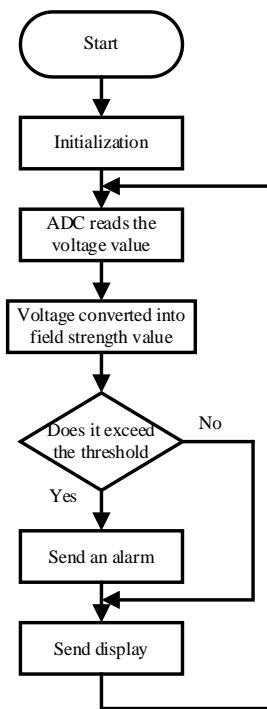 Start
Initialization
ADC reads the
voltage value
Voltage converted into
field strength value
Does it exceed
the threshold
No
Yes
Send an alarm
Send display